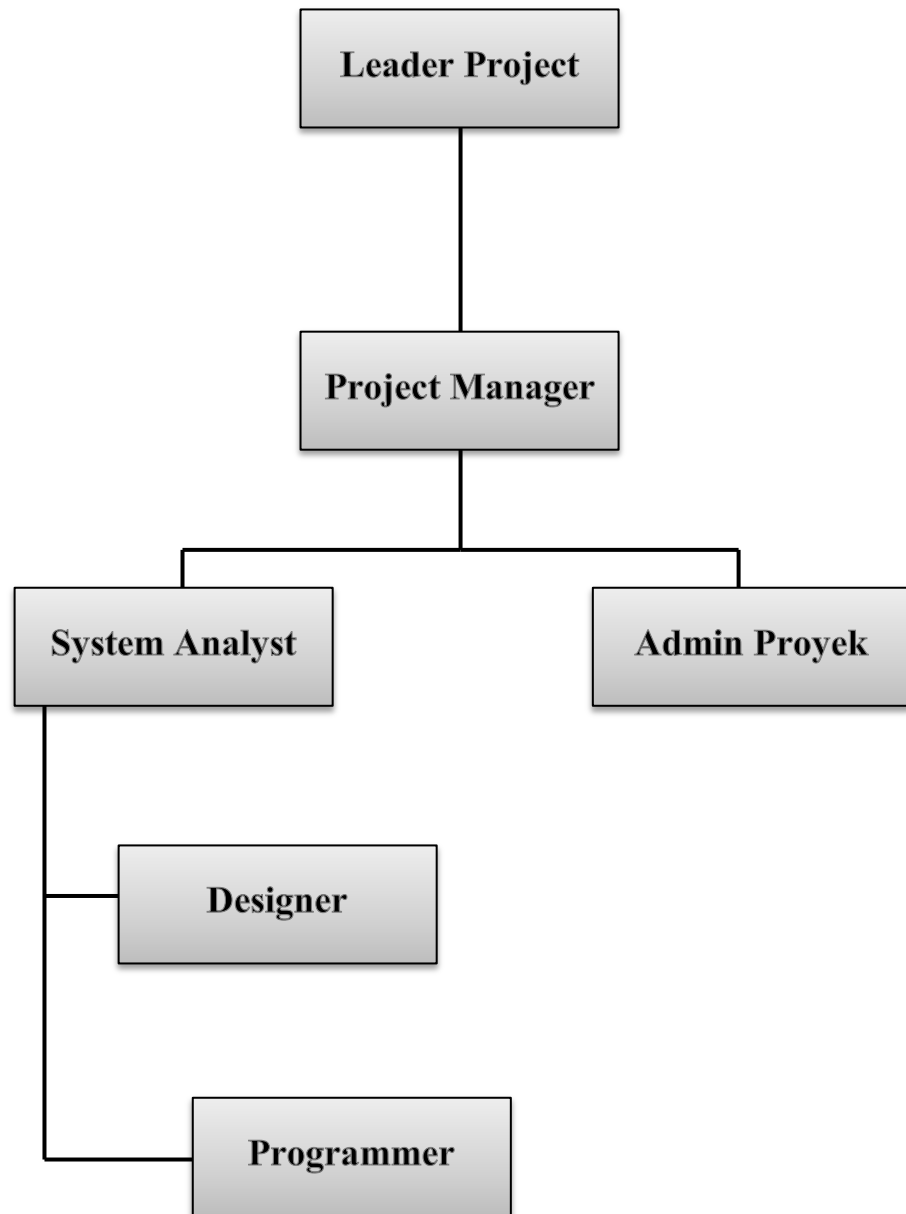 Leader Project
Project Manager
System Analyst
Admin Proyek
Designer
Programmer